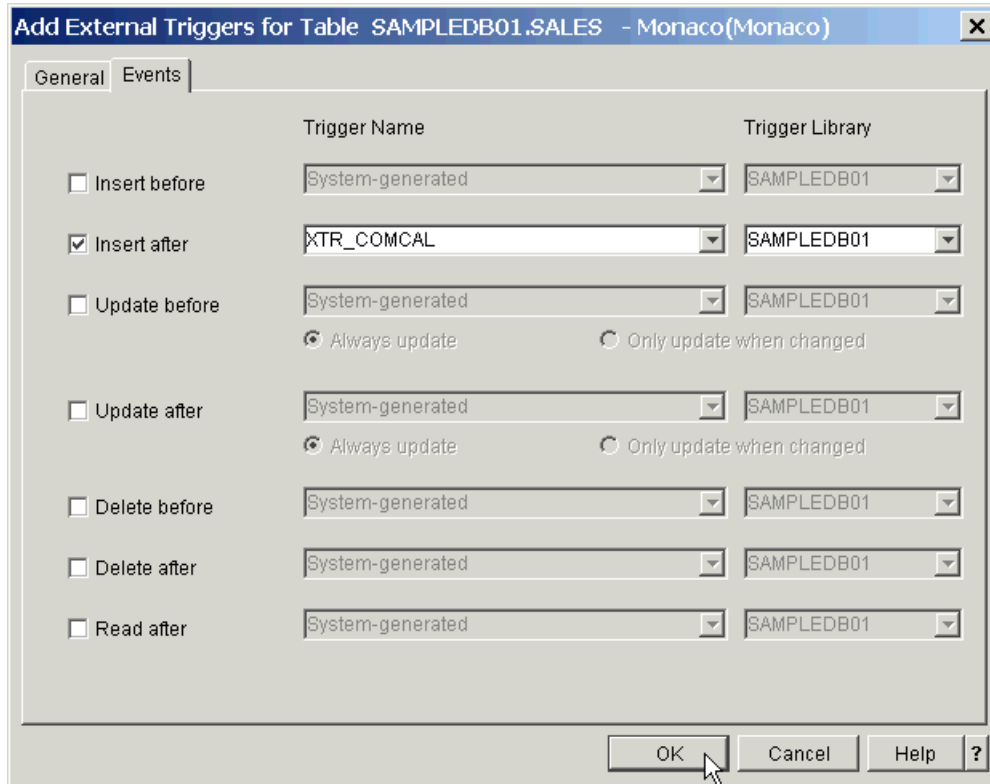 Add External Triggers for Table SAMPLEDB01.SALES - Monaco(Monaco)
General Events
Trigger Name Trigger Library
Insert before System-generated SAMPLEDB01
Insert after XTR_COMCAL SAMPLEDB01
Update before System-generated SAMPLEDB01
Always update Only update when changed
Update after System-generated SAMPLEDB01
Always update Only update when changed
Delete before System-generated SAMPLEDB01
Delete after System-generated SAMPLEDB01
Read after System-generated SAMPLEDB01
OK Cancel Help ?